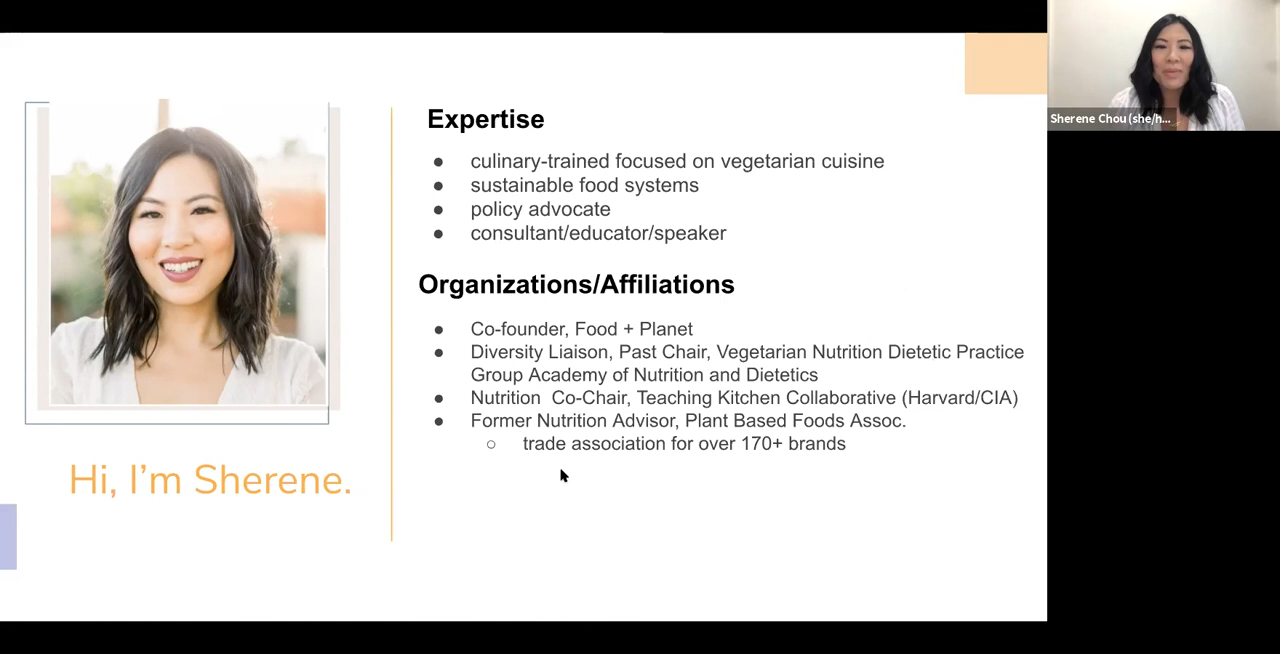 Expertise
● culinary-trained focused on vegetarian cuisine
● sustainable food systems
● policy advocate
● consultant/educator/speaker
Organizations/Affiliations
● Co-founder, Food + Planet
● Diversity Liaison, Past Chair, Vegetarian Nutrition Dietetic Practice
Group Academy of Nutrition and Dietetics
● Nutrition  Co-Chair, Teaching Kitchen Collaborative (Harvard/CIA)
● Former Nutrition Advisor, Plant Based Foods Assoc.
○ trade association for over 170+ brands
Hi, I’m Sherene.
Sherene Chou (she/h...